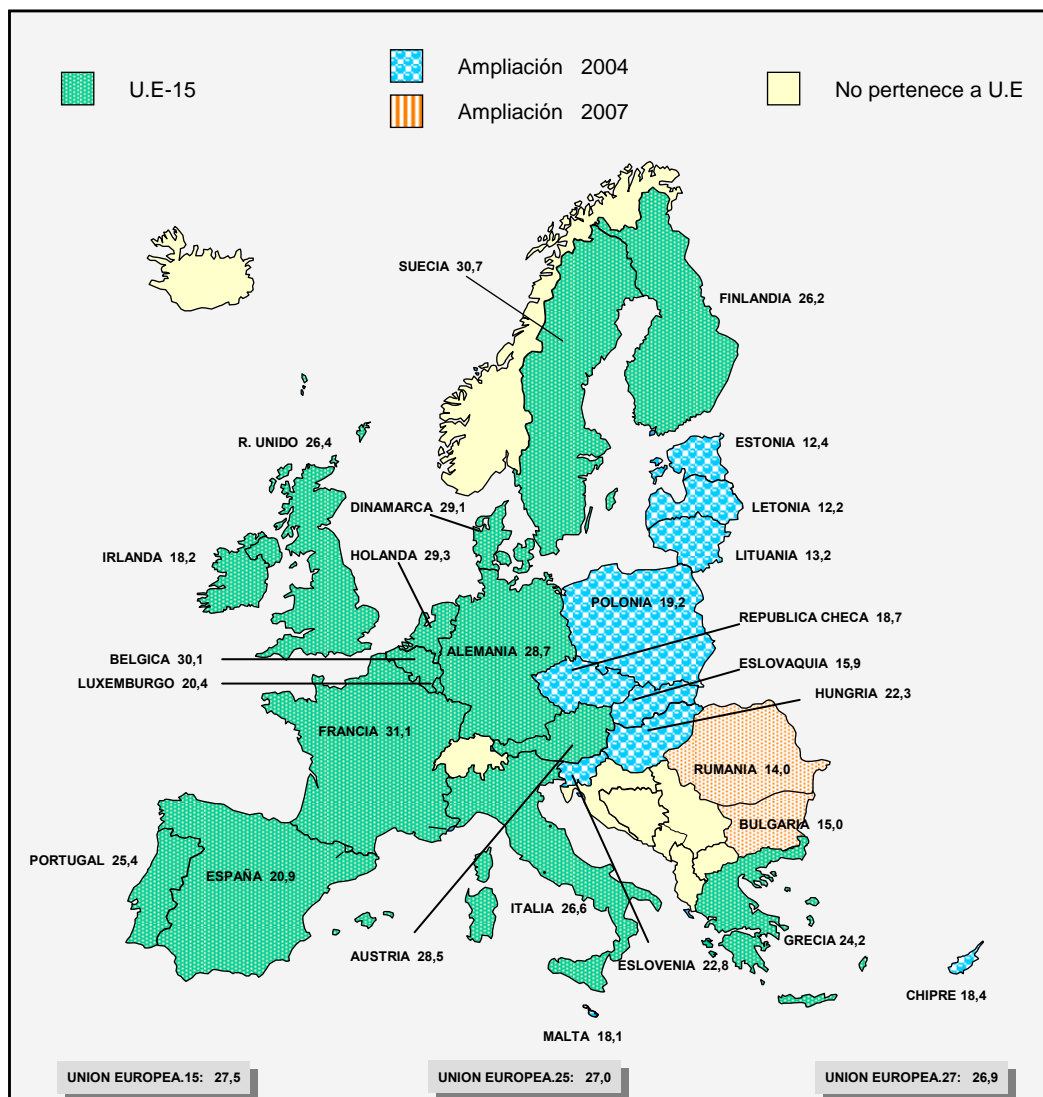 U.E-15
Ampliación 2004
Ampliación 2007
No pertenece a U.E
SUECIA 30,7
FINLANDIA 26,2
R. UNIDO 26,4
ESTONIA 12,4
DINAMARCA 29,1
LETONIA 12,2
IRLANDA 18,2
HOLANDA 29,3
LITUANIA 13,2
POLONIA 19,2
REPUBLICA CHECA 18,7
BELGICA 30,1
ALEMANIA 28,7
ESLOVAQUIA 15,9
LUXEMBURGO 20,4
HUNGRIA 22,3
FRANCIA 31,1
RUMANIA 14,0
BULGARIA 15,0
PORTUGAL 25,4
ESPAÑA 20,9
ITALIA 26,6
GRECIA 24,2
AUSTRIA 28,5
ESLOVENIA 22,8
CHIPRE 18,4
MALTA 18,1
UNION EUROPEA.15: 27,5
UNION EUROPEA.25: 27,0
UNION EUROPEA.27: 26,9